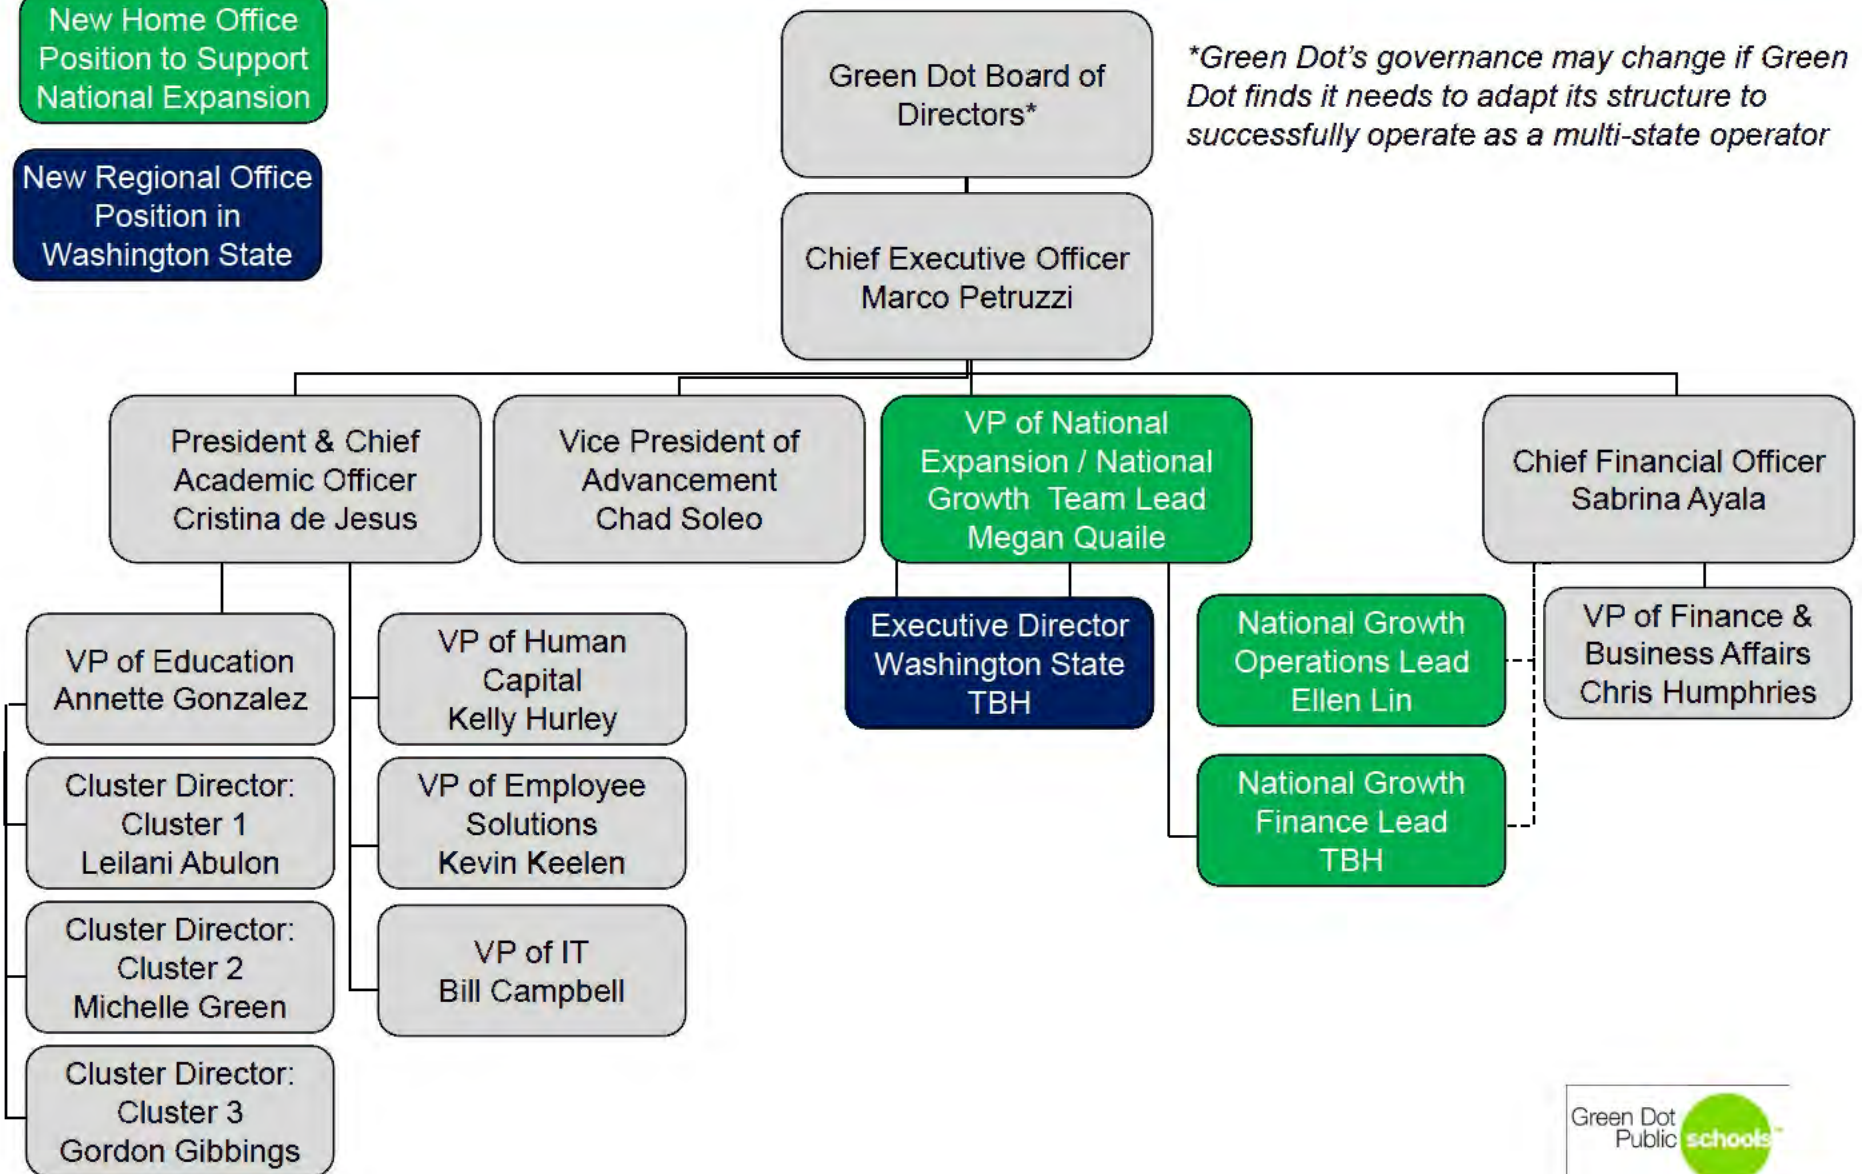 New Home Office
Position to Support
National Expansion
New Regional Office
Position in
Washington State
Green Dot Board of
Directors*
*Green Dot's governance may change if Green
Dot finds it needs to adapt its structure to
successfully operate as a multi-state operator
Chief Executive Officer
Marco Petruzzi
President & Chief
Academic Officer
Cristina de Jesus
Vice President of
Advancement
Chad Soleo
VP of National
Expansion / National
Growth Team Lead
Megan Quaile
Chief Financial Officer
Sabrina Ayala
VP of Education
Annette Gonzalez
VP of Human
Capital
Kelly Hurley
Executive Director
Washington State
TBH
National Growth
Operations Lead
Ellen Lin
VP of Finance &
Business Affairs
Chris Humphries
Cluster Director:
Cluster 1
Leilani Abulon
VP of Employee
Solutions
Kevin Keelen
National Growth
Finance Lead
TBH
Cluster Director:
Cluster 2
Michelle Green
VP of IT
Bill Campbell
Cluster Director:
Cluster 3
Gordon Gibbings
Green Dot
Public schools